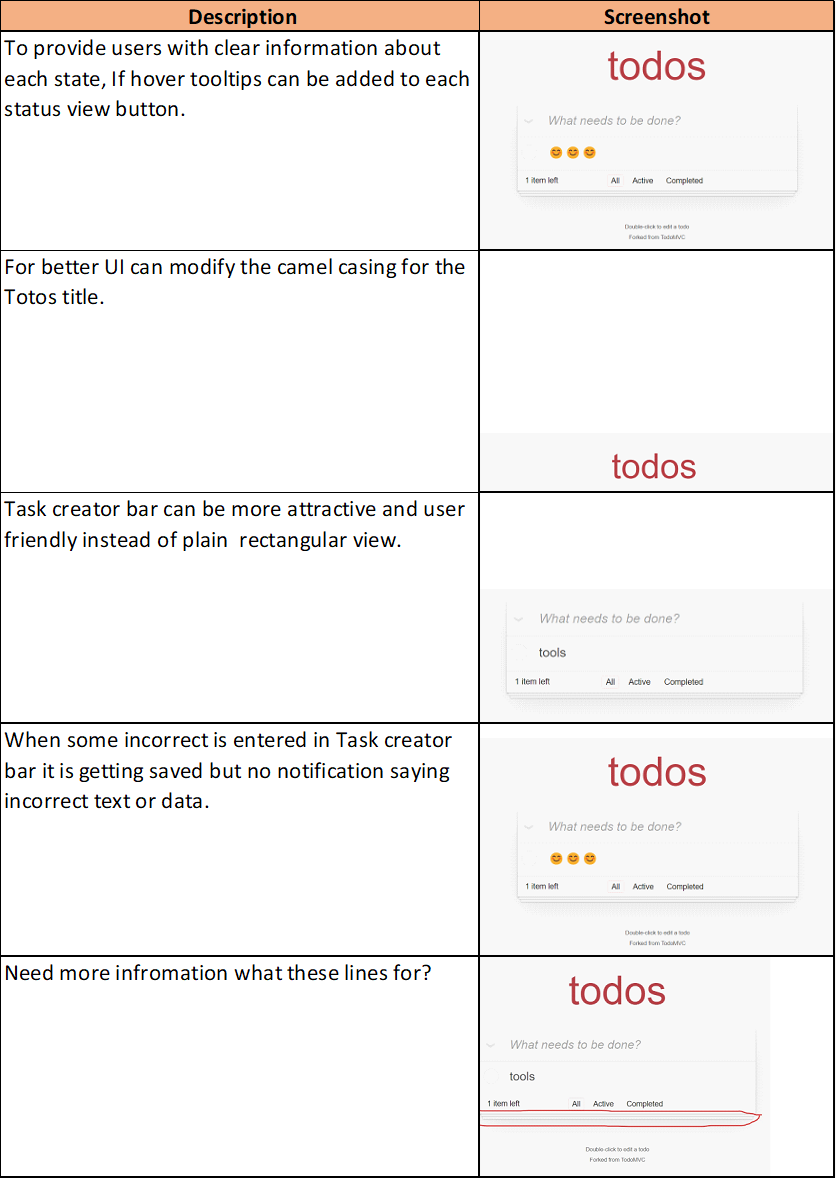 Description Screenshot
To provide users with clear information about
each state, If hover tooltips can be added to each
status view button.
todos
What needs to be done?
😊 😊 😊
1 item left All Active Completed
Double-click to edit a todo
Forked from TodoMVC
For better UI can modify the camel casing for the
Totos title.
todos
Task creator bar can be more attractive and user
friendly instead of plain  rectangular view.
What needs to be done?
tools
1 item left All Active Completed
When some incorrect is entered in Task creator
bar it is getting saved but no notification saying
incorrect text or data.
todos
What needs to be done?
😊 😊 😊
1 item left All Active Completed
Double-click to edit a todo
Forked from TodoMVC
Need more infromation what these lines for?
todos
What needs to be done?
tools
1 item left All Active Completed
Double-click to edit a todo
Forked from TodoMVC